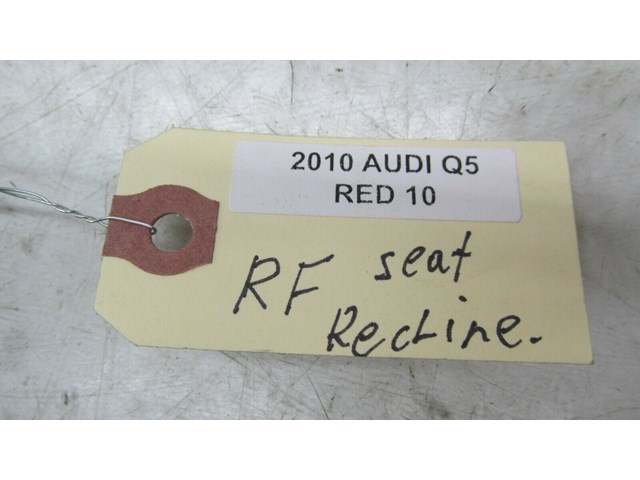 2010 AUDI Q5
RED 10
RF seat
Recline.